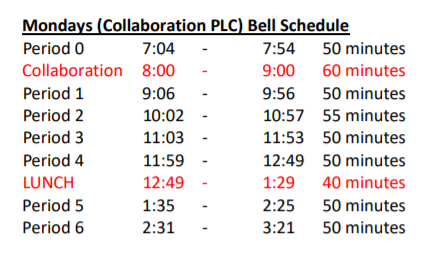 Mondays (Collaboration PLC) Bell Schedule
Period 0 7:04 - 7:54 50 minutes
Collaboration 8:00 - 9:00 60 minutes
Period 1 9:06 - 9:56 50 minutes
Period 2 10:02 - 10:57 55 minutes
Period 3 11:03 - 11:53 50 minutes
Period 4 11:59 - 12:49 50 minutes
LUNCH 12:49 - 1:29 40 minutes
Period 5 1:35 - 2:25 50 minutes
Period 6 2:31 - 3:21 50 minutes